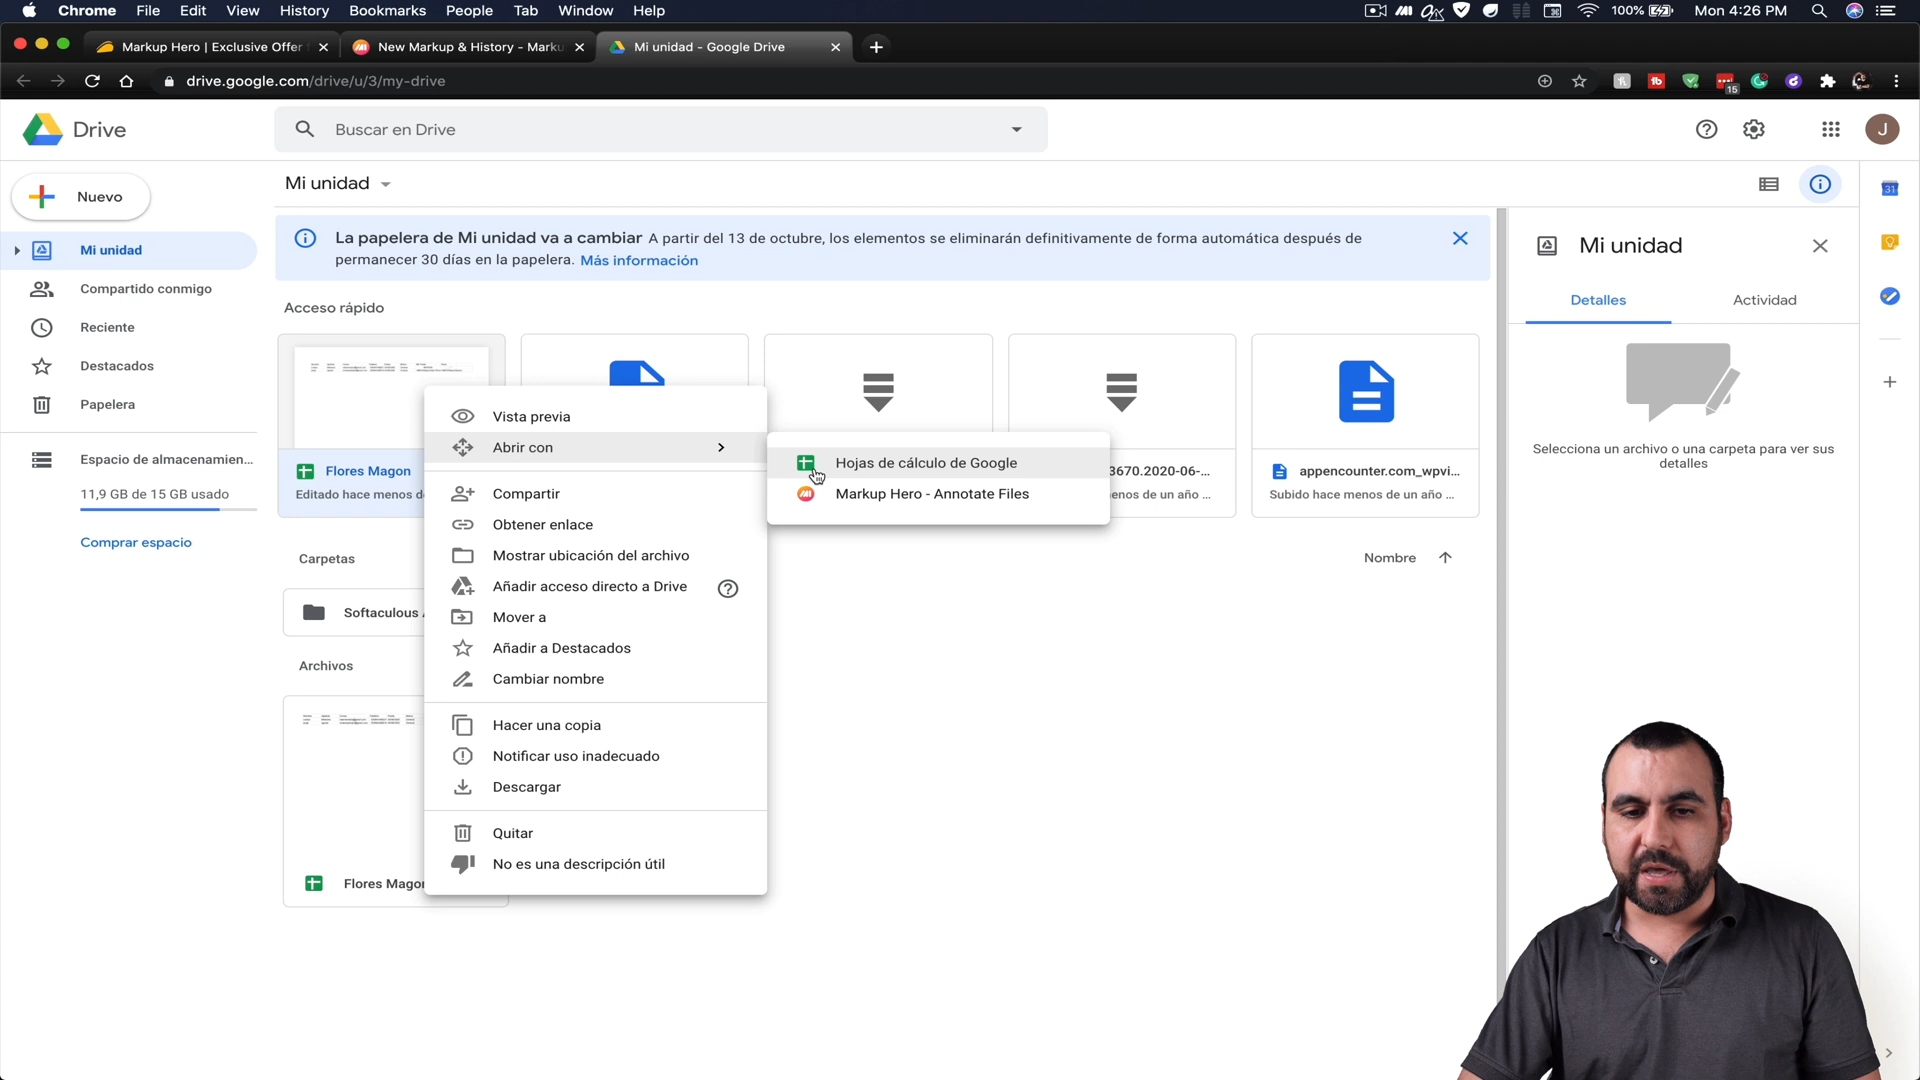 Chrome File Edit View History Bookmarks People Tab Window Help 100% Mon 4:26 PM
Markup Hero | Exclusive Offer New Markup & History - Marku Mi unidad - Google Drive
drive.google.com/drive/u/3/my-drive 15
Drive Buscar en Drive J
Nuevo Mi unidad
31
Mi unidad
Compartido conmigo
Reciente
Destacados
Papelera
Espacio de almacenamien...
11,9 GB de 15 GB usado
Comprar espacio
La papelera de Mi unidad va a cambiar A partir del 13 de octubre, los elementos se eliminarán definitivamente de forma automática después de
permanecer 30 días en la papelera. Más información
Acceso rápido
Flores Magon
Editado hace menos d
3670.2020-06-...
enos de un año ...
appencounter.com_wpvi...
Subido hace menos de un año ...
Carpetas Nombre
Softaculous
Archivos
Flores Magon
Vista previa
Abrir con
Compartir
Obtener enlace
Mostrar ubicación del archivo
Añadir acceso directo a Drive
Mover a
Añadir a Destacados
Cambiar nombre
Hacer una copia
Notificar uso inadecuado
Descargar
Quitar
No es una descripción útil
Hojas de cálculo de Google
Markup Hero - Annotate Files
Mi unidad
Detalles Actividad
Selecciona un archivo o una carpeta para ver sus
detalles